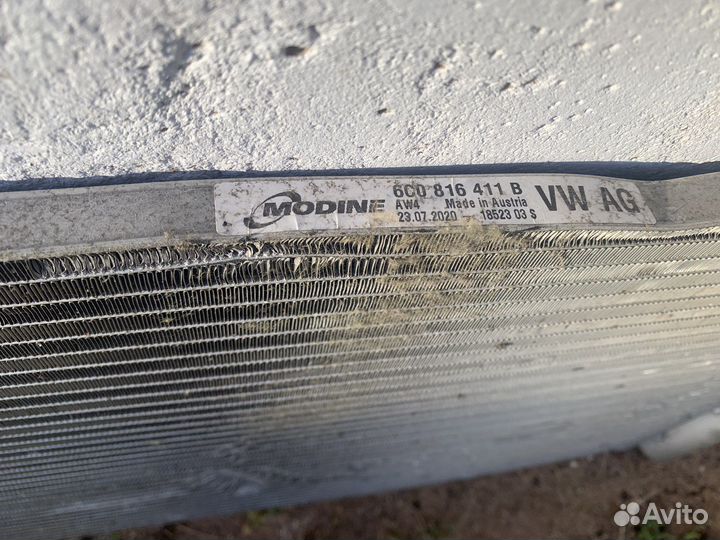 MODINE
6C0 816 411 B
AW4 Made in Austria
23.07.2020 18523 03 S
VW AG
Avito